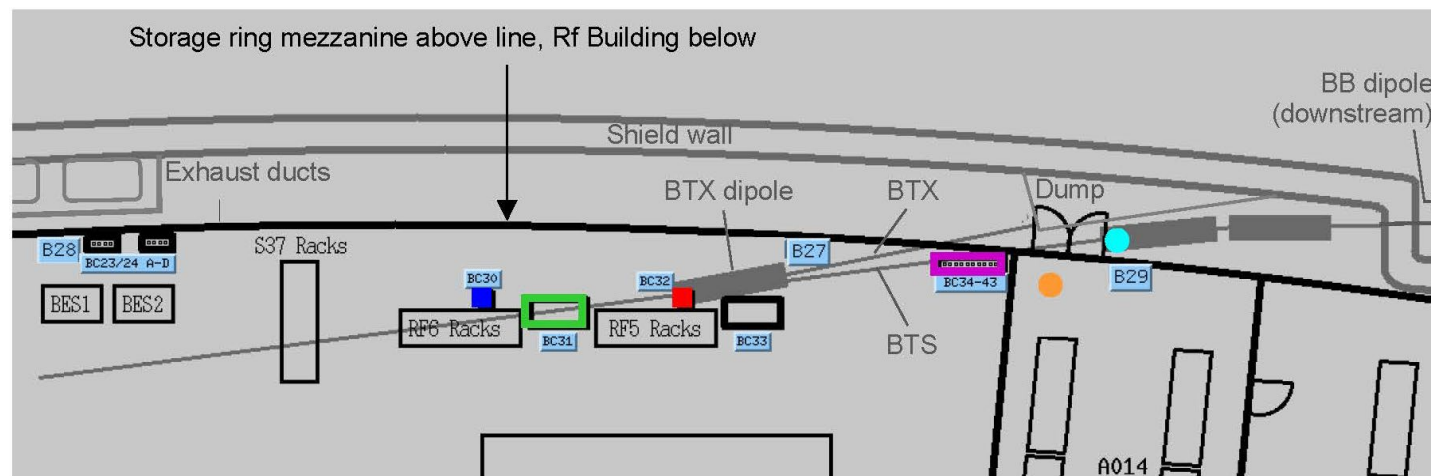 Storage ring mezzanine above line, Rf Building below
BB dipole
(downstream)
Shield wall
Exhaust ducts
BTX dipole
BTX
Dump
B28
BC23/24 A-D
S37 Racks
B27
BC30
BC32
BC34-43
B29
BES1
BES2
RF6 Racks
BC31
RF5 Racks
BC33
BTS
A014